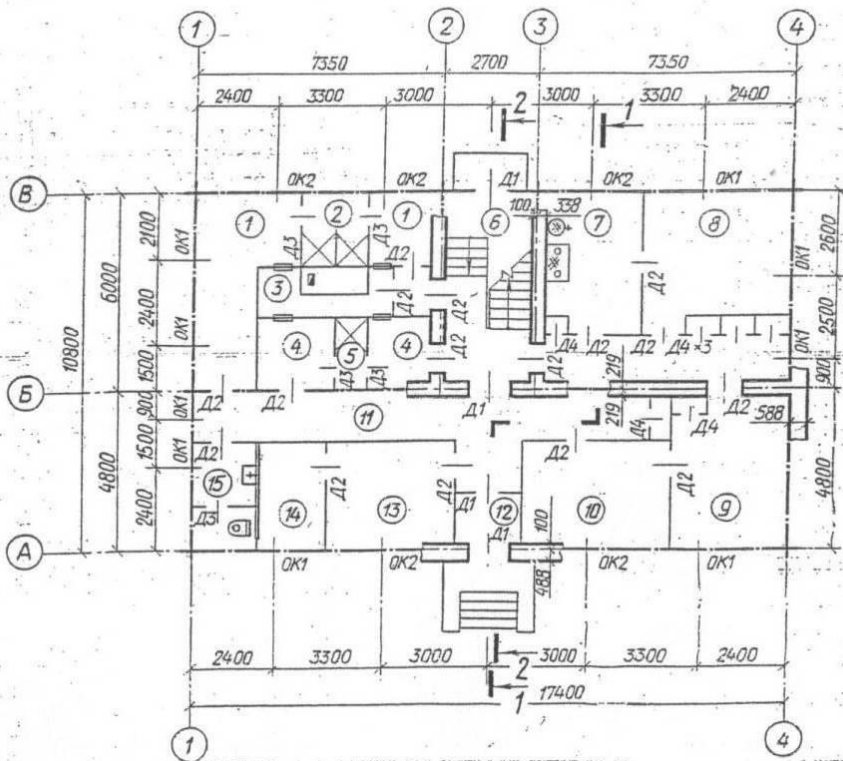 1 2 3 4
7350 2700 7350
2400 3300 3000 3000 3300 2400
2 1
В ОК2 ОК2 Д1 ОК2 ОК1
1 2 1 6 100 338 7 8
10800 6000 2100 ОК1 Д3 Д3 Д2 ОК1 2600
3 Д2 Д2 Д2
2400 ОК1 4 5 4 Д2 Д4 Д2 Д2 Д4×3 ОК1 2500
1500 Д3 Д3 Д2 219 900
Б Д2 Д2 Д1 Д2
900 ОК1 11 219 Д4 Д4 588
4800 1500 ОК1 Д2 Д2 4800
15 Д2 Д2 Д1 Д2
2400 Д3 14 13 12 10 9 100
А ОК1 ОК2 Д1 ОК2 ОК1
488
2400 3300 3000 2 3000 3300 2400
1 17400
1 4